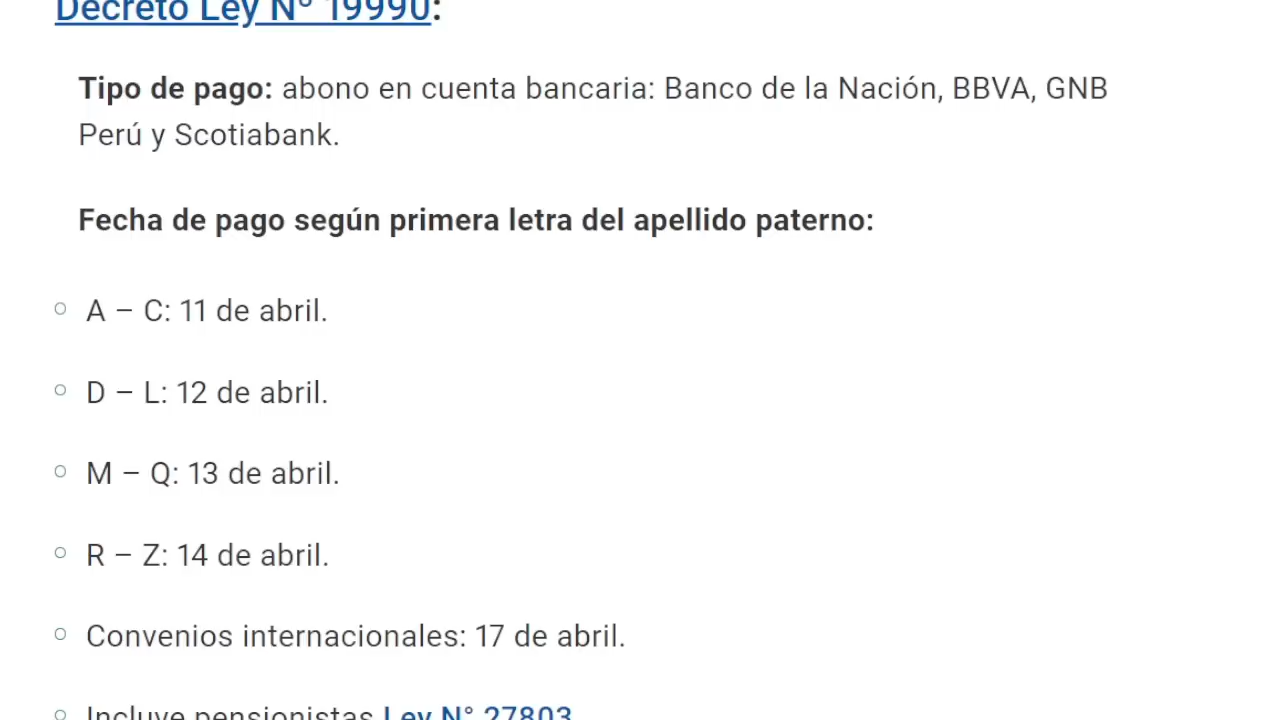 Decreto Ley Nº 19990:
Tipo de pago: abono en cuenta bancaria: Banco de la Nación, BBVA, GNB
Perú y Scotiabank.
Fecha de pago según primera letra del apellido paterno:
A – C: 11 de abril.
D – L: 12 de abril.
M – Q: 13 de abril.
R – Z: 14 de abril.
Convenios internacionales: 17 de abril.
Incluye pensionistas Ley N° 27803